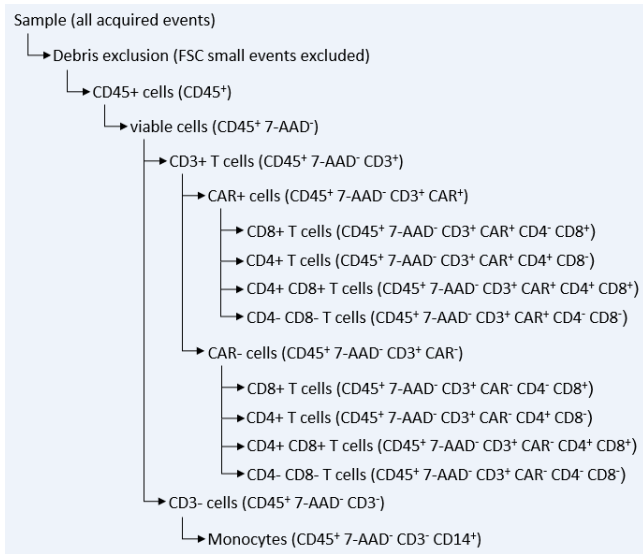 Sample (all acquired events)
Debris exclusion (FSC small events excluded)
CD45+ cells (CD45⁺)
viable cells (CD45⁺ 7-AAD⁻)
CD3+ T cells (CD45⁺ 7-AAD⁻ CD3⁺)
CAR+ cells (CD45⁺ 7-AAD⁻ CD3⁺ CAR⁺)
CD8+ T cells (CD45⁺ 7-AAD⁻ CD3⁺ CAR⁺ CD4⁻ CD8⁺)
CD4+ T cells (CD45⁺ 7-AAD⁻ CD3⁺ CAR⁺ CD4⁺ CD8⁻)
CD4+ CD8+ T cells (CD45⁺ 7-AAD⁻ CD3⁺ CAR⁺ CD4⁺ CD8⁺)
CD4- CD8- T cells (CD45⁺ 7-AAD⁻ CD3⁺ CAR⁺ CD4⁻ CD8⁻)
CAR- cells (CD45⁺ 7-AAD⁻ CD3⁺ CAR⁻)
CD8+ T cells (CD45⁺ 7-AAD⁻ CD3⁺ CAR⁻ CD4⁻ CD8⁺)
CD4+ T cells (CD45⁺ 7-AAD⁻ CD3⁺ CAR⁻ CD4⁺ CD8⁻)
CD4+ CD8+ T cells (CD45⁺ 7-AAD⁻ CD3⁺ CAR⁻ CD4⁺ CD8⁺)
CD4- CD8- T cells (CD45⁺ 7-AAD⁻ CD3⁺ CAR⁻ CD4⁻ CD8⁻)
CD3- cells (CD45⁺ 7-AAD⁻ CD3⁻)
Monocytes (CD45⁺ 7-AAD⁻ CD3⁻ CD14⁺)